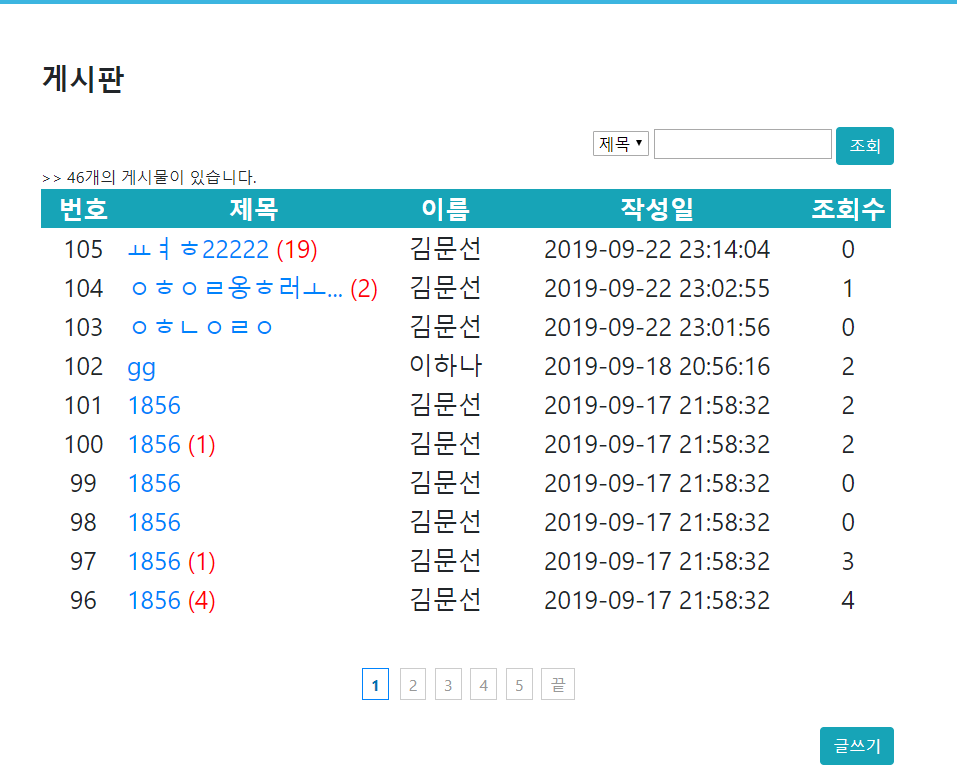 게시판
제목 조회
>> 46개의 게시물이 있습니다.
번호 제목 이름 작성일 조회수
105 ㅛㅕㅎ22222 (19) 김문선 2019-09-22 23:14:04 0
104 ㅇㅎㅇㄹ옹ㅎ러ㅗ... (2) 김문선 2019-09-22 23:02:55 1
103 ㅇㅎㄴㅇㄹㅇ 김문선 2019-09-22 23:01:56 0
102 gg 이하나 2019-09-18 20:56:16 2
101 1856 김문선 2019-09-17 21:58:32 2
100 1856 (1) 김문선 2019-09-17 21:58:32 2
99 1856 김문선 2019-09-17 21:58:32 0
98 1856 김문선 2019-09-17 21:58:32 0
97 1856 (1) 김문선 2019-09-17 21:58:32 3
96 1856 (4) 김문선 2019-09-17 21:58:32 4
1 2 3 4 5 끝
글쓰기